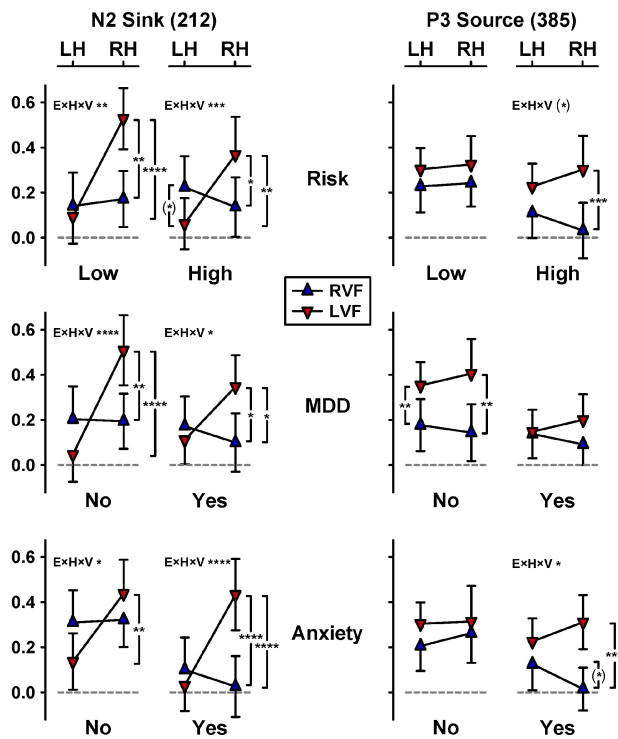 N2 Sink (212) P3 Source (385)
LH RH LH RH LH RH LH RH
E×H×V ** E×H×V *** E×H×V (*)
0.6
0.4
0.2
0.0
** **** (*) * ** ***
Risk
Low High Low High
RVF
LVF
E×H×V **** E×H×V *
0.6
0.4
0.2
0.0
** **** * * ** **
MDD
No Yes No Yes
E×H×V * E×H×V **** E×H×V *
0.6
0.4
0.2
0.0
** **** **** (*) **
Anxiety
No Yes No Yes